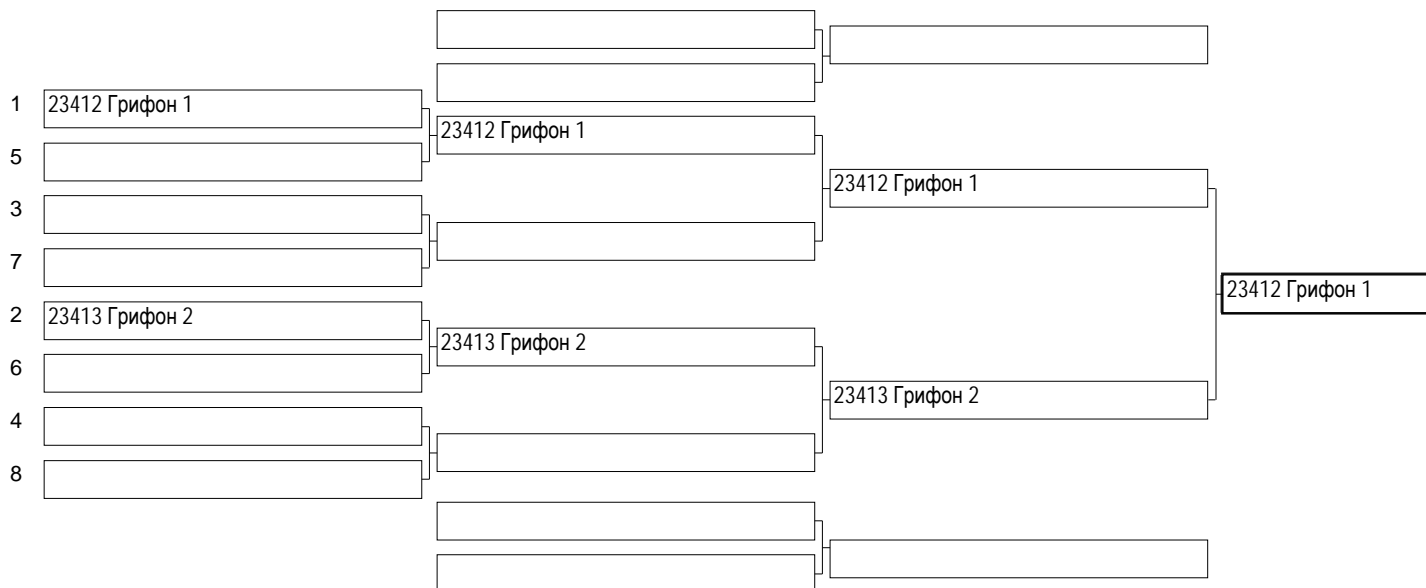 1 23412 Грифон 1
5
3
7
2 23413 Грифон 2
6
4
8
23412 Грифон 1
23413 Грифон 2
23412 Грифон 1
23413 Грифон 2
23412 Грифон 1